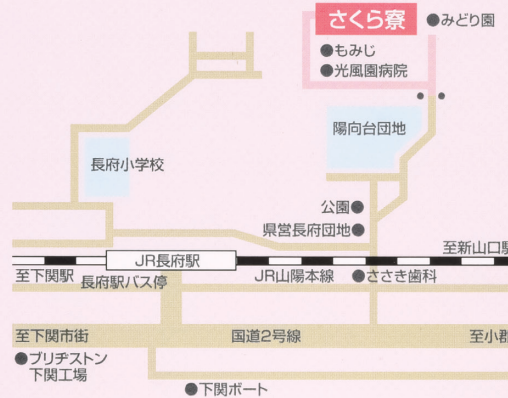 さくら寮
●みどり園
●もみじ
●光風園病院
陽向台団地
長府小学校
公園●
県営長府団地●
至新山口駅
JR長府駅
至下関駅
長府駅バス停
JR山陽本線
●ささき歯科
至下関市街
国道2号線
至小郡
●ブリヂストン
下関工場
●下関ボート